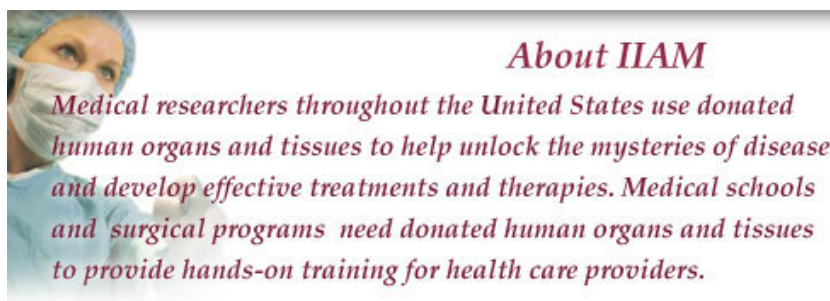 About IIAM
Medical researchers throughout the United States use donated
human organs and tissues to help unlock the mysteries of disease
and develop effective treatments and therapies. Medical schools
and surgical programs need donated human organs and tissues
to provide hands-on training for health care providers.